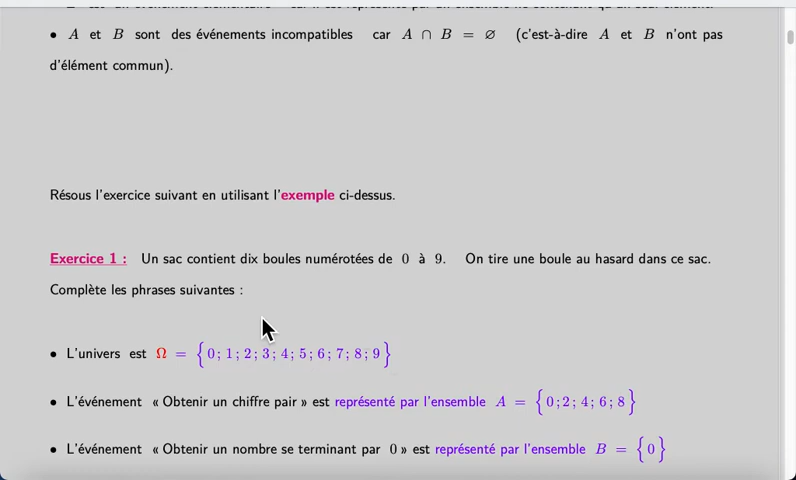 • A et B sont des événements incompatibles car A ∩ B = ∅ (c'est-à-dire A et B n'ont pas
d'élément commun).
Résous l'exercice suivant en utilisant l'exemple ci-dessus.
Exercice 1 : Un sac contient dix boules numérotées de 0 à 9. On tire une boule au hasard dans ce sac.
Complète les phrases suivantes :
• L'univers est Ω = {0; 1; 2; 3; 4; 5; 6; 7; 8; 9}
• L'événement « Obtenir un chiffre pair » est représenté par l'ensemble A = {0;2; 4; 6; 8}
• L'événement « Obtenir un nombre se terminant par 0 » est représenté par l'ensemble B = {0}